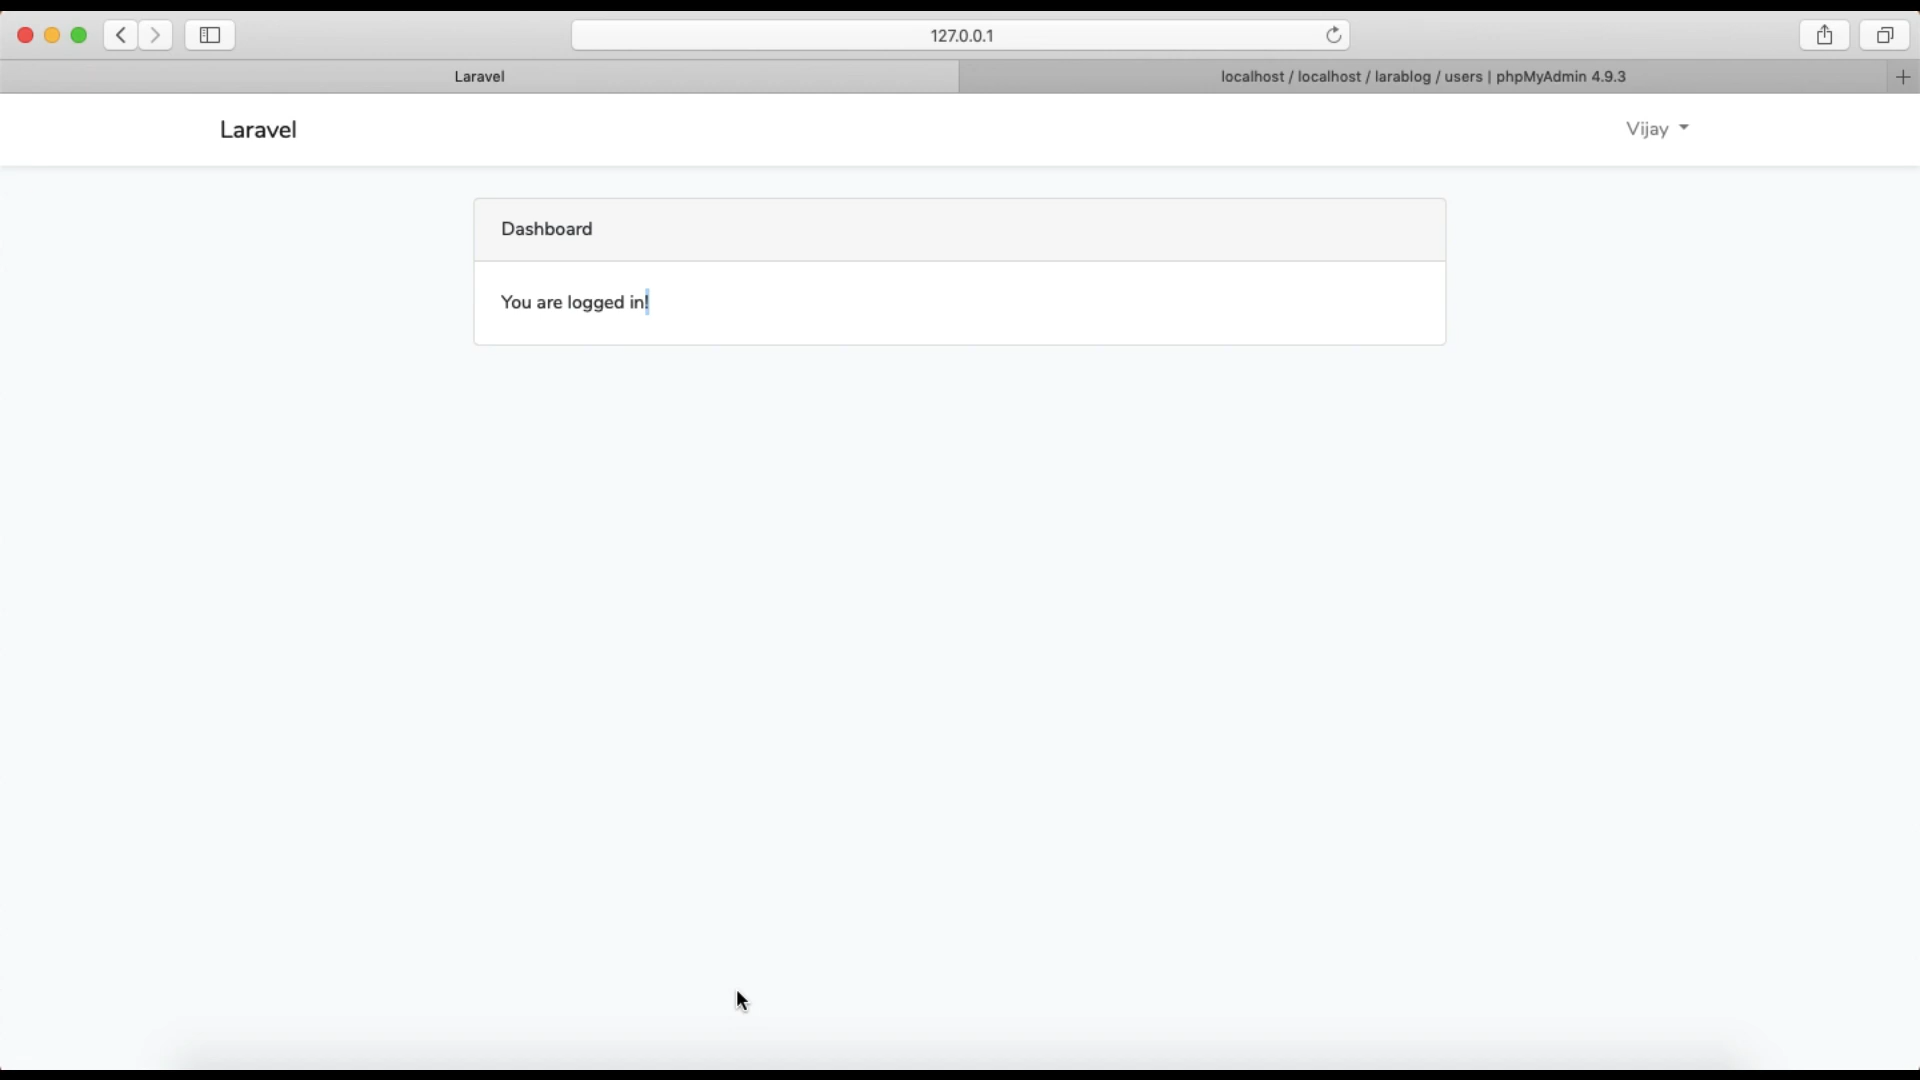 127.0.0.1
Laravel
localhost / localhost / larablog / users | phpMyAdmin 4.9.3
Laravel
Vijay
Dashboard
You are logged in!